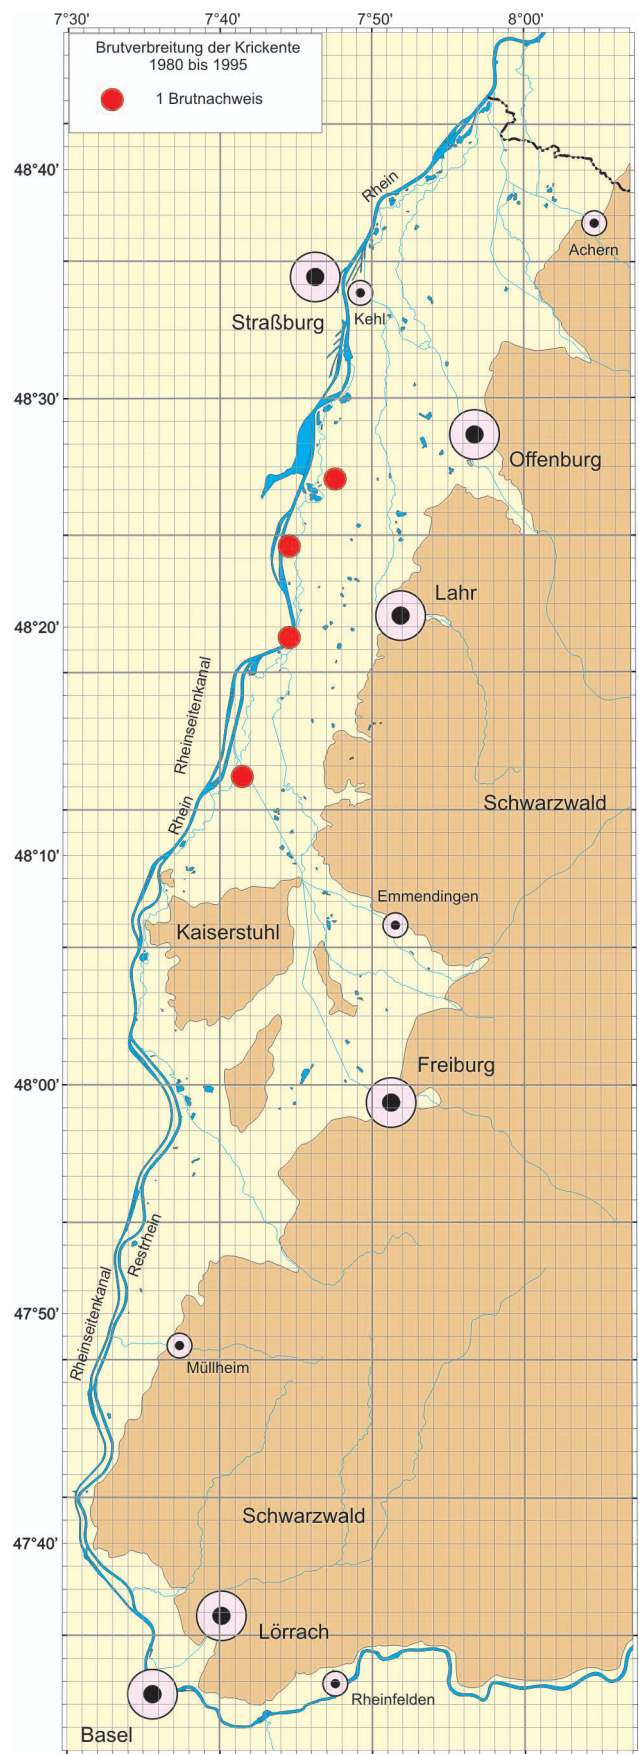 7°30' 7°40' 7°50' 8°00'
Brutverbreitung der Krickente
1980 bis 1995
1 Brutnachweis
48°40'
Rhein
Achern
Straßburg
Kehl
48°30'
Offenburg
Lahr
48°20'
Rheinseitenkanal
Schwarzwald
Rhein
48°10'
Emmendingen
Kaiserstuhl
Freiburg
48°00'
Restrhein
Rheinseitenkanal
47°50'
Müllheim
Schwarzwald
47°40'
Lörrach
Rheinfelden
Basel